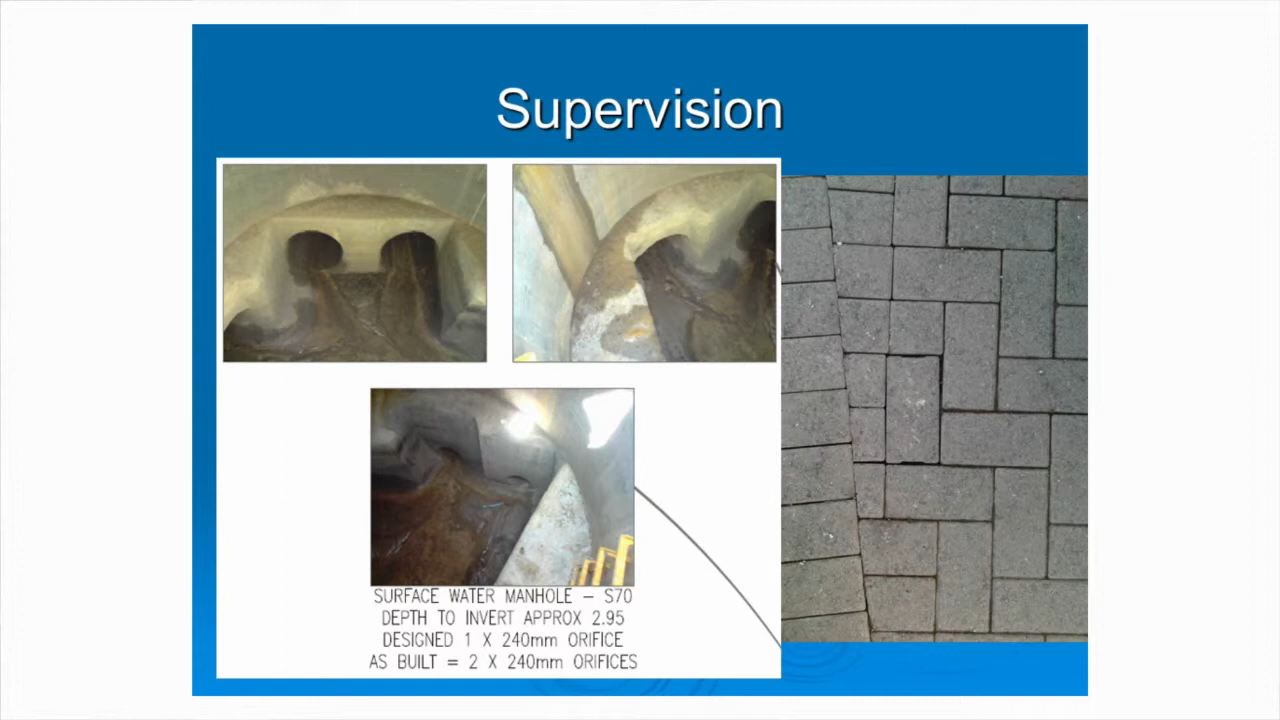 Supervision
SURFACE WATER MANHOLE – S70
DEPTH TO INVERT APPROX 2.95
DESIGNED 1 X 240mm ORIFICE
AS BUILT = 2 X 240mm ORIFICES